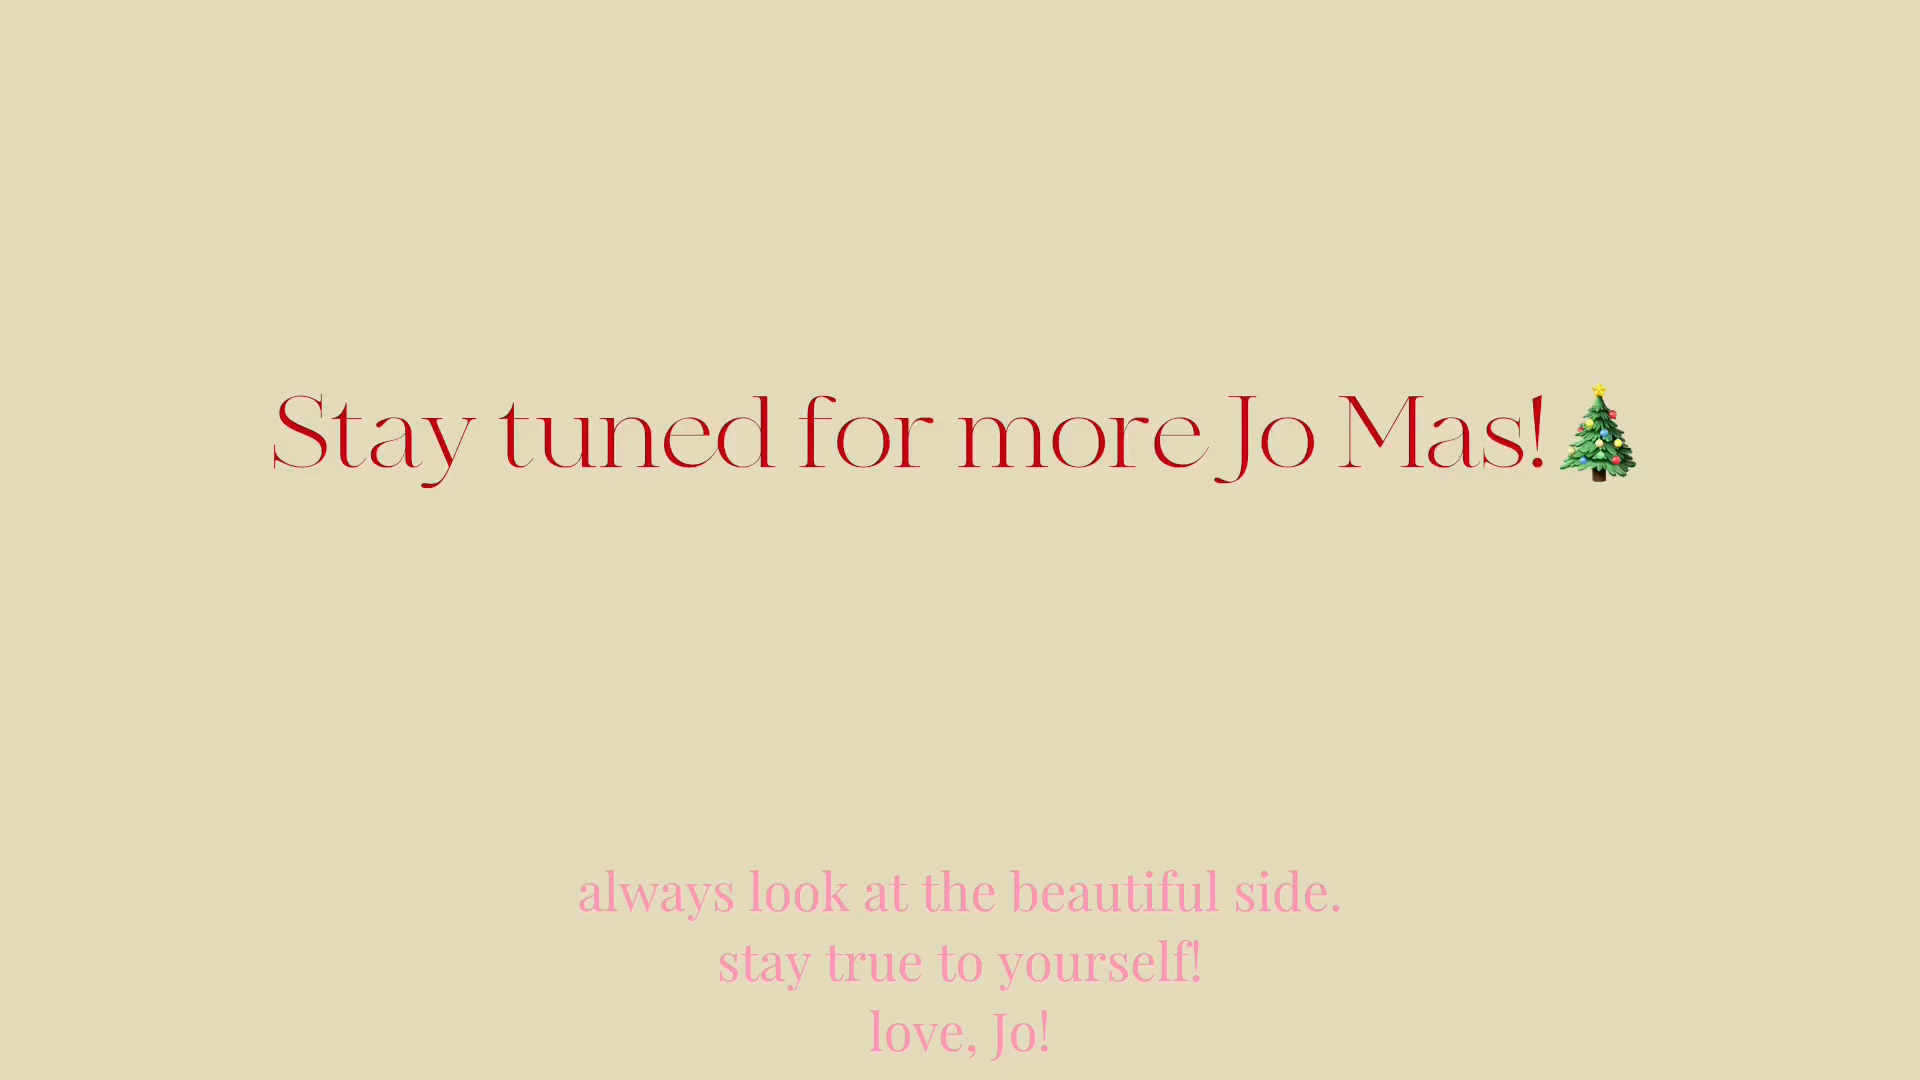 Stay tuned for more Jo Mas!🎄
always look at the beautiful side.
stay true to yourself!
love, Jo!